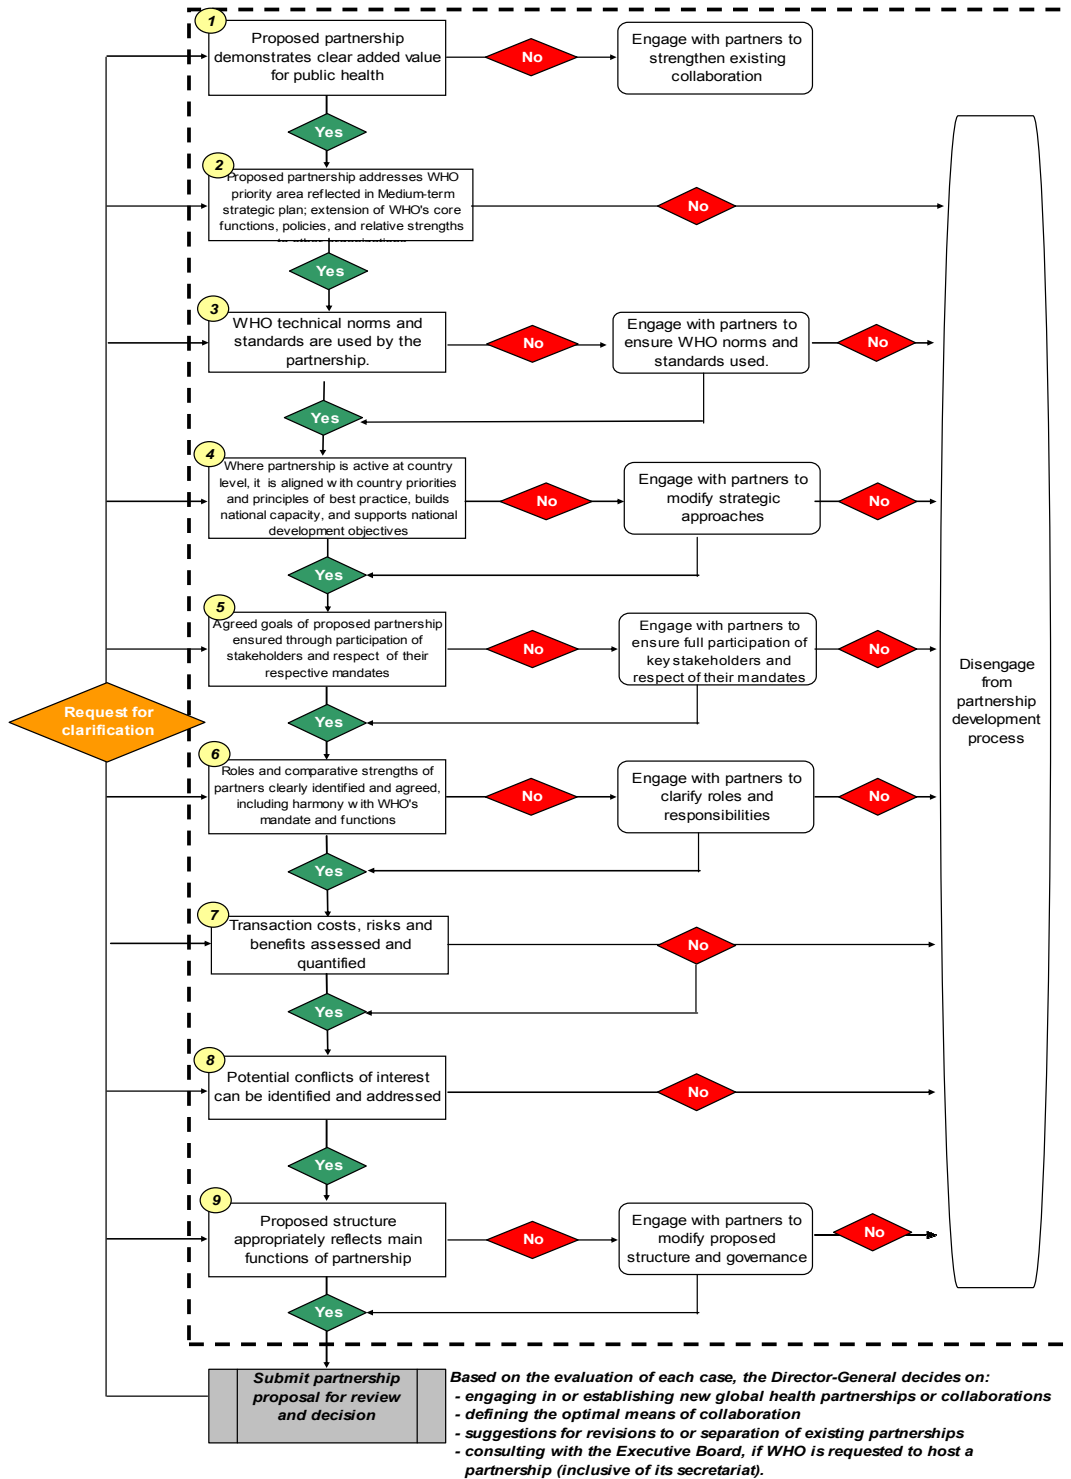 1
Proposed partnership
demonstrates clear added value
for public health
No
Engage with partners to
strengthen existing
collaboration
Yes
2
Proposed partnership addresses WHO
priority area reflected in Medium-term
strategic plan; extension of WHO's core
functions, policies, and relative strengths
No
Yes
3
WHO technical norms and
standards are used by the
partnership.
No
Engage with partners to
ensure WHO norms and
standards used.
No
Yes
4
Where partnership is active at country
level, it is aligned with country priorities
and principles of best practice, builds
national capacity, and supports national
development objectives
No
Engage with partners to
modify strategic
approaches
No
Yes
5
Agreed goals of proposed partnership
ensured through participation of
stakeholders and respect of their
respective mandates
No
Engage with partners to
ensure full participation of
key stakeholders and
respect of their mandates
No
Disengage
from
partnership
development
process
Request for
clarification
Yes
6
Roles and comparative strengths of
partners clearly identified and agreed,
including harmony with WHO's
mandate and functions
No
Engage with partners to
clarify roles and
responsibilities
No
Yes
7
Transaction costs, risks and
benefits assessed and
quantified
No
Yes
8
Potential conflicts of interest
can be identified and addressed
No
Yes
9
Proposed structure
appropriately reflects main
functions of partnership
No
Engage with partners to
modify proposed
structure and governance
No
Yes
Submit partnership
proposal for review
and decision
Based on the evaluation of each case, the Director-General decides on:
- engaging in or establishing new global health partnerships or collaborations
- defining the optimal means of collaboration
- suggestions for revisions to or separation of existing partnerships
- consulting with the Executive Board, if WHO is requested to host a
partnership (inclusive of its secretariat).